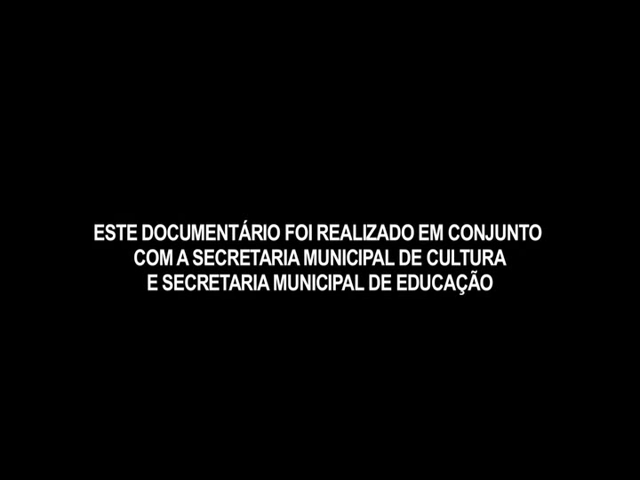 ESTE DOCUMENTÁRIO FOI REALIZADO EM CONJUNTO
COM A SECRETARIA MUNICIPAL DE CULTURA
E SECRETARIA MUNICIPAL DE EDUCAÇÃO